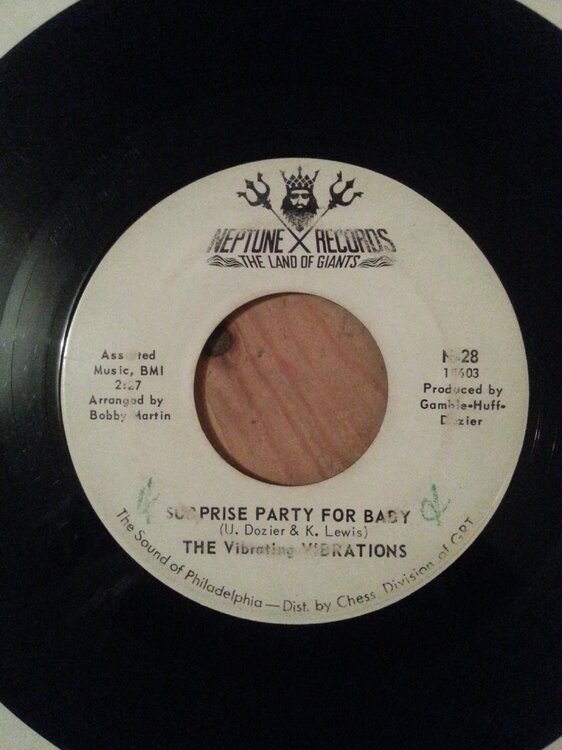 NEPTUNE RECORDS
THE LAND OF GIANTS
Music, BMI
2:27
Arranged by
Bobby Martin
N-28
Produced by
Gamble-Huff-
Dozier
SURPRISE PARTY FOR BABY
(U. Dozier & K. Lewis)
THE Vibrating VIBRATIONS
The Sound of Philadelphia — Dist. by Chess Division of GRT